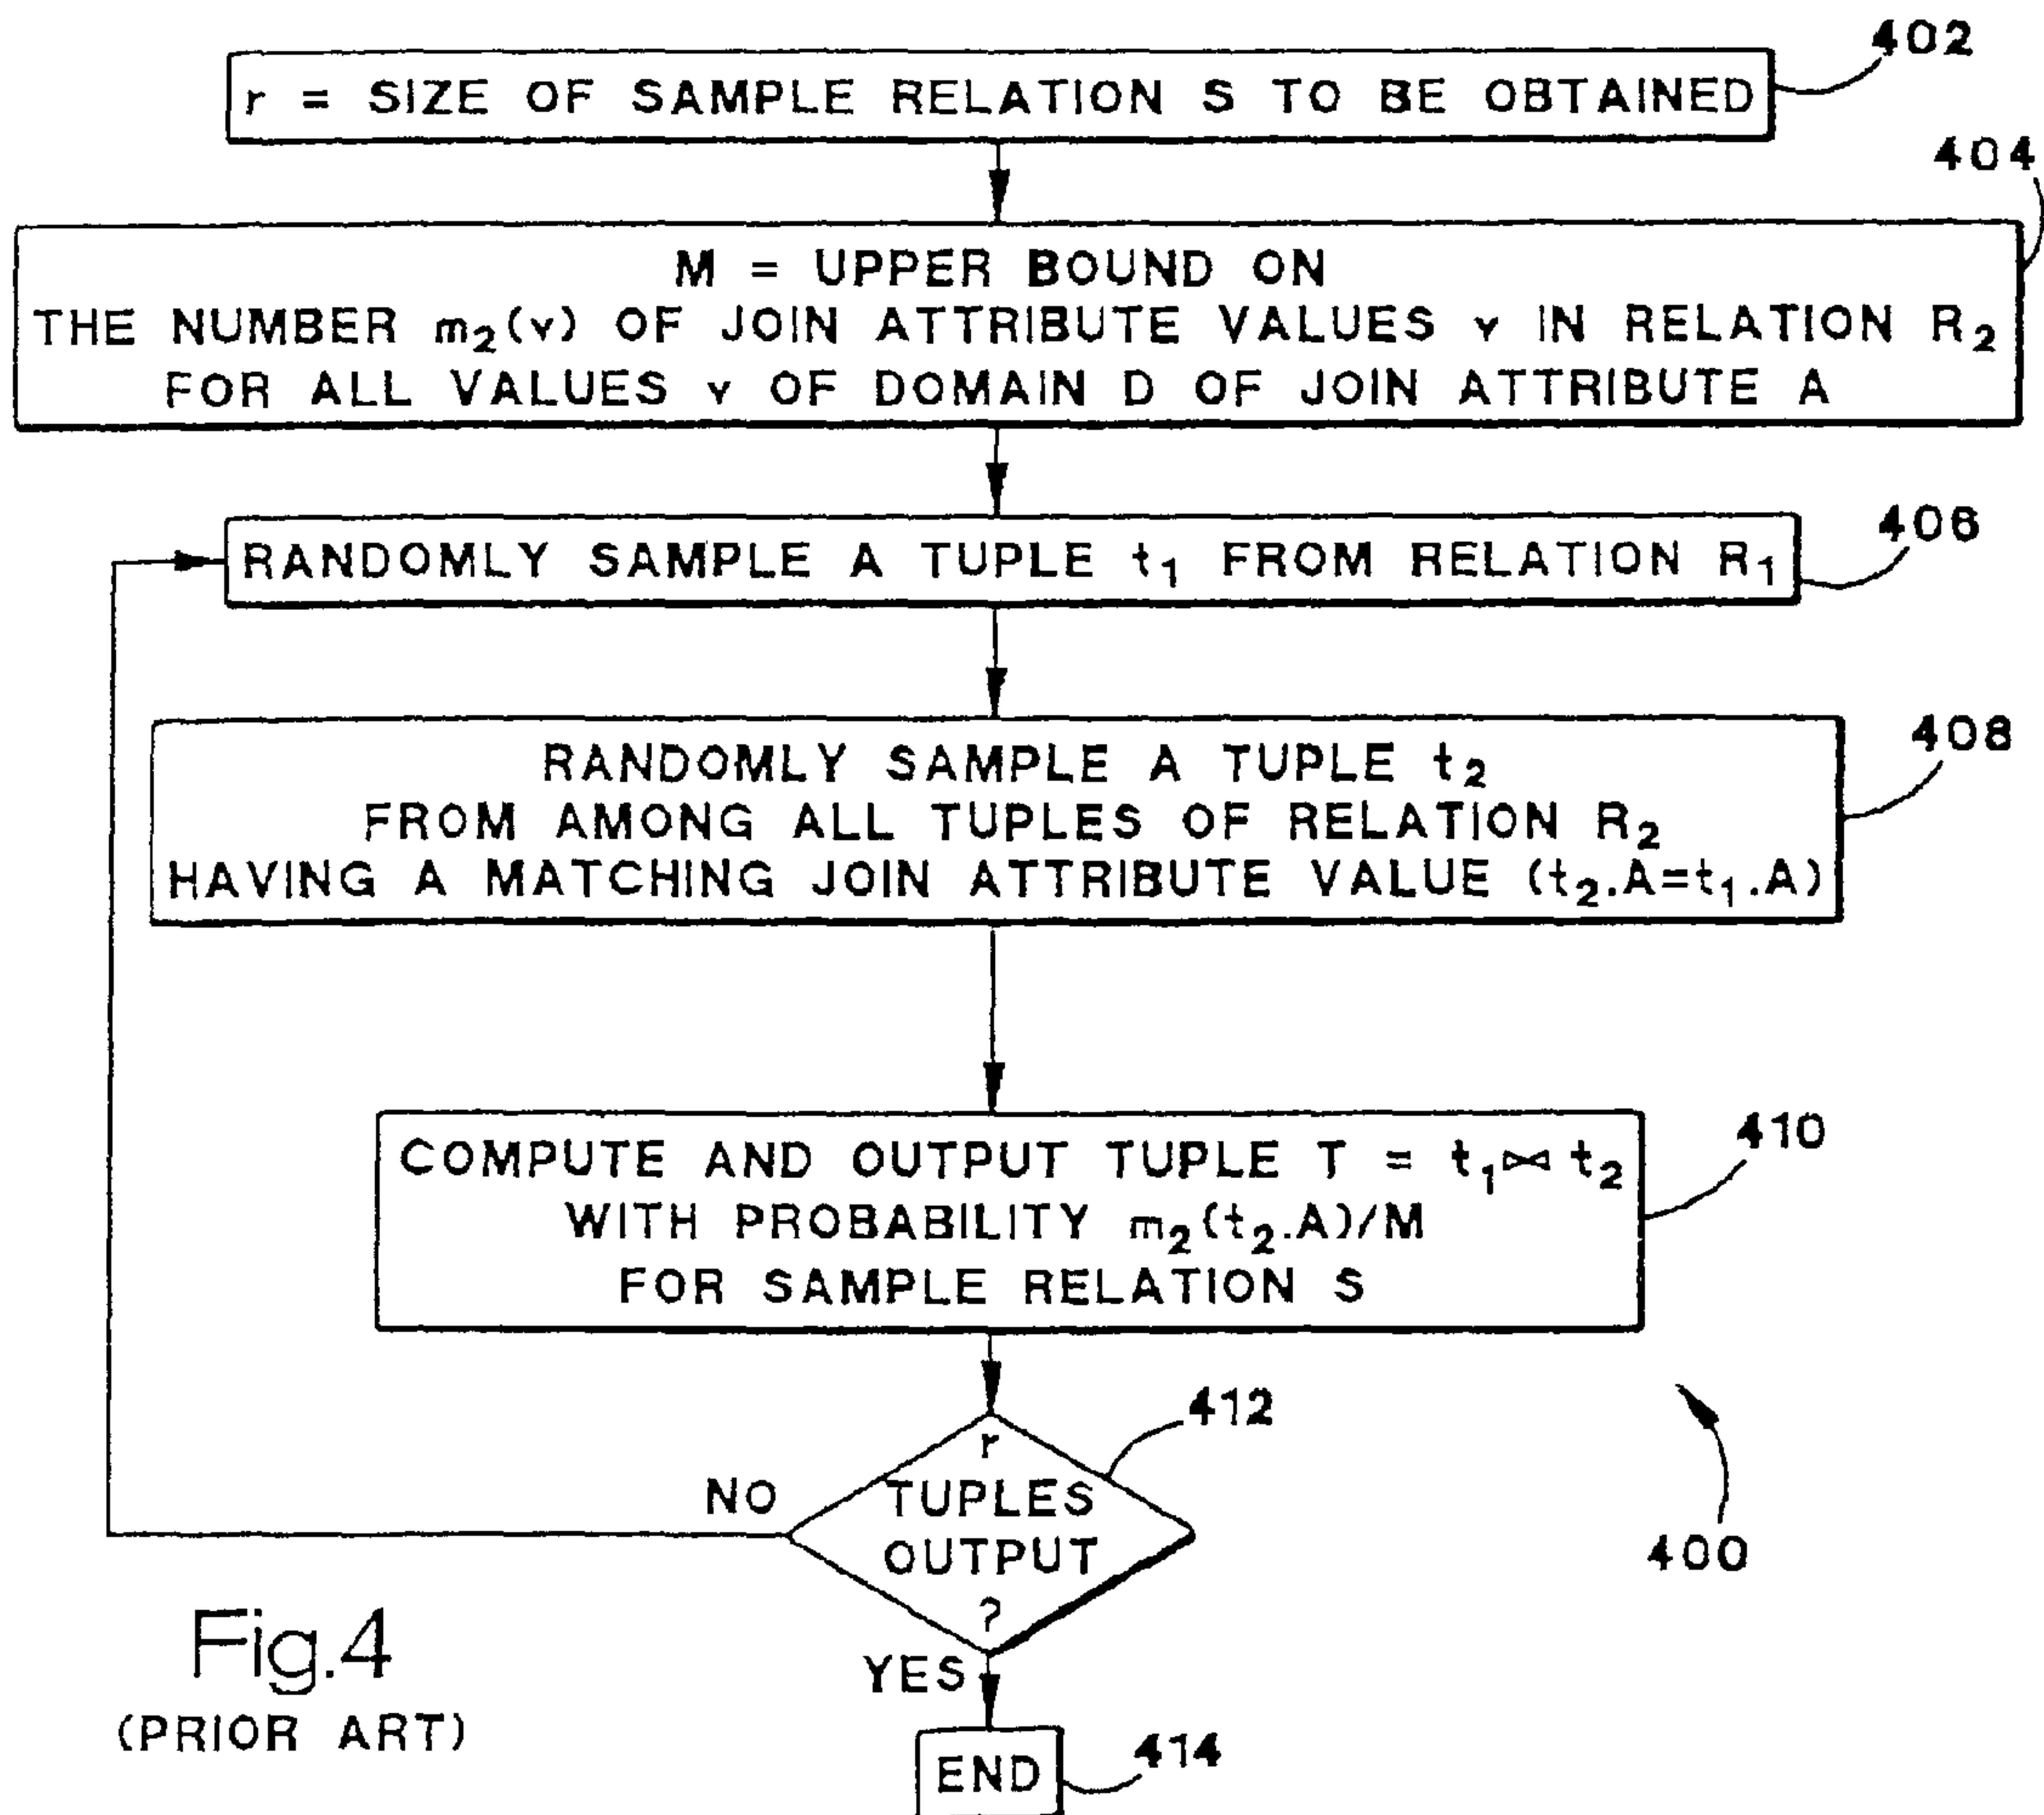 402
r = SIZE OF SAMPLE RELATION S TO BE OBTAINED
404
M = UPPER BOUND ON
THE NUMBER m₂(v) OF JOIN ATTRIBUTE VALUES v IN RELATION R₂
FOR ALL VALUES v OF DOMAIN D OF JOIN ATTRIBUTE A
406
RANDOMLY SAMPLE A TUPLE t₁ FROM RELATION R₁
408
RANDOMLY SAMPLE A TUPLE t₂
FROM AMONG ALL TUPLES OF RELATION R₂
HAVING A MATCHING JOIN ATTRIBUTE VALUE (t₂.A=t₁.A)
410
COMPUTE AND OUTPUT TUPLE T = t₁⋈ t₂
WITH PROBABILITY m₂(t₂.A)/M
FOR SAMPLE RELATION S
412
r
TUPLES
OUTPUT
?
NO
YES
400
END
414
Fig.4
(PRIOR ART)